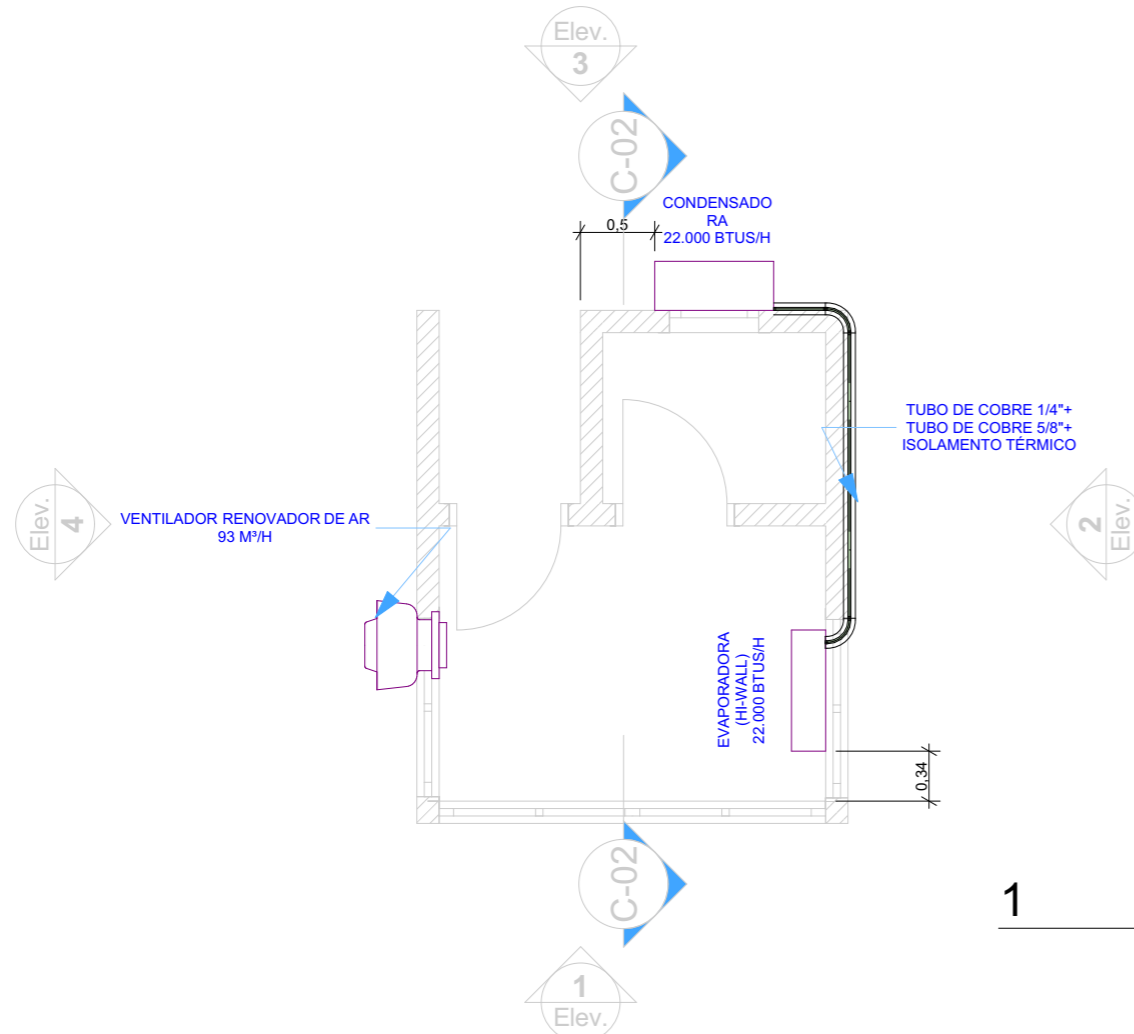 Elev.
3
C-02
CONDENSADO
RA
22.000 BTUS/H
0,5
TUBO DE COBRE 1/4"+
TUBO DE COBRE 5/8"+
ISOLAMENTO TÉRMICO
Elev.
4
VENTILADOR RENOVADOR DE AR
93 M³/H
2
Elev.
EVAPORADORA
(HI-WALL)
22.000 BTUS/H
0,34
C-02
1
1
Elev.